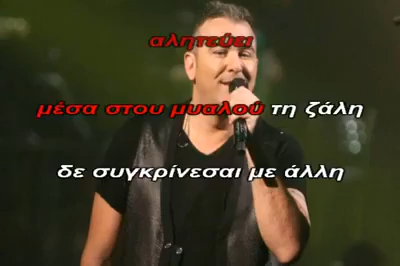 αλητεύει
μέσα στου μυαλού τη ζάλη
δε συγκρίνεσαι με άλλη